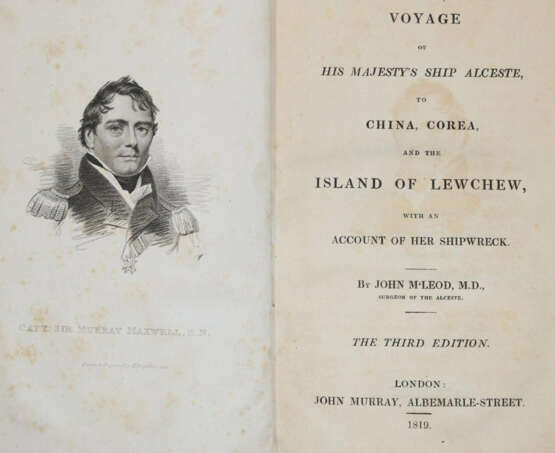 CAPT. SIR MURRAY MAXWELL, R.N.
VOYAGE
OF
HIS MAJESTY'S SHIP ALCESTE,
TO
CHINA, COREA,
AND THE
ISLAND OF LEWCHEW,
WITH AN
ACCOUNT OF HER SHIPWRECK.
By JOHN M'LEOD, M.D.,
SURGEON OF THE ALCESTE.
THE THIRD EDITION.
LONDON:
JOHN MURRAY, ALBEMARLE-STREET.
1819.